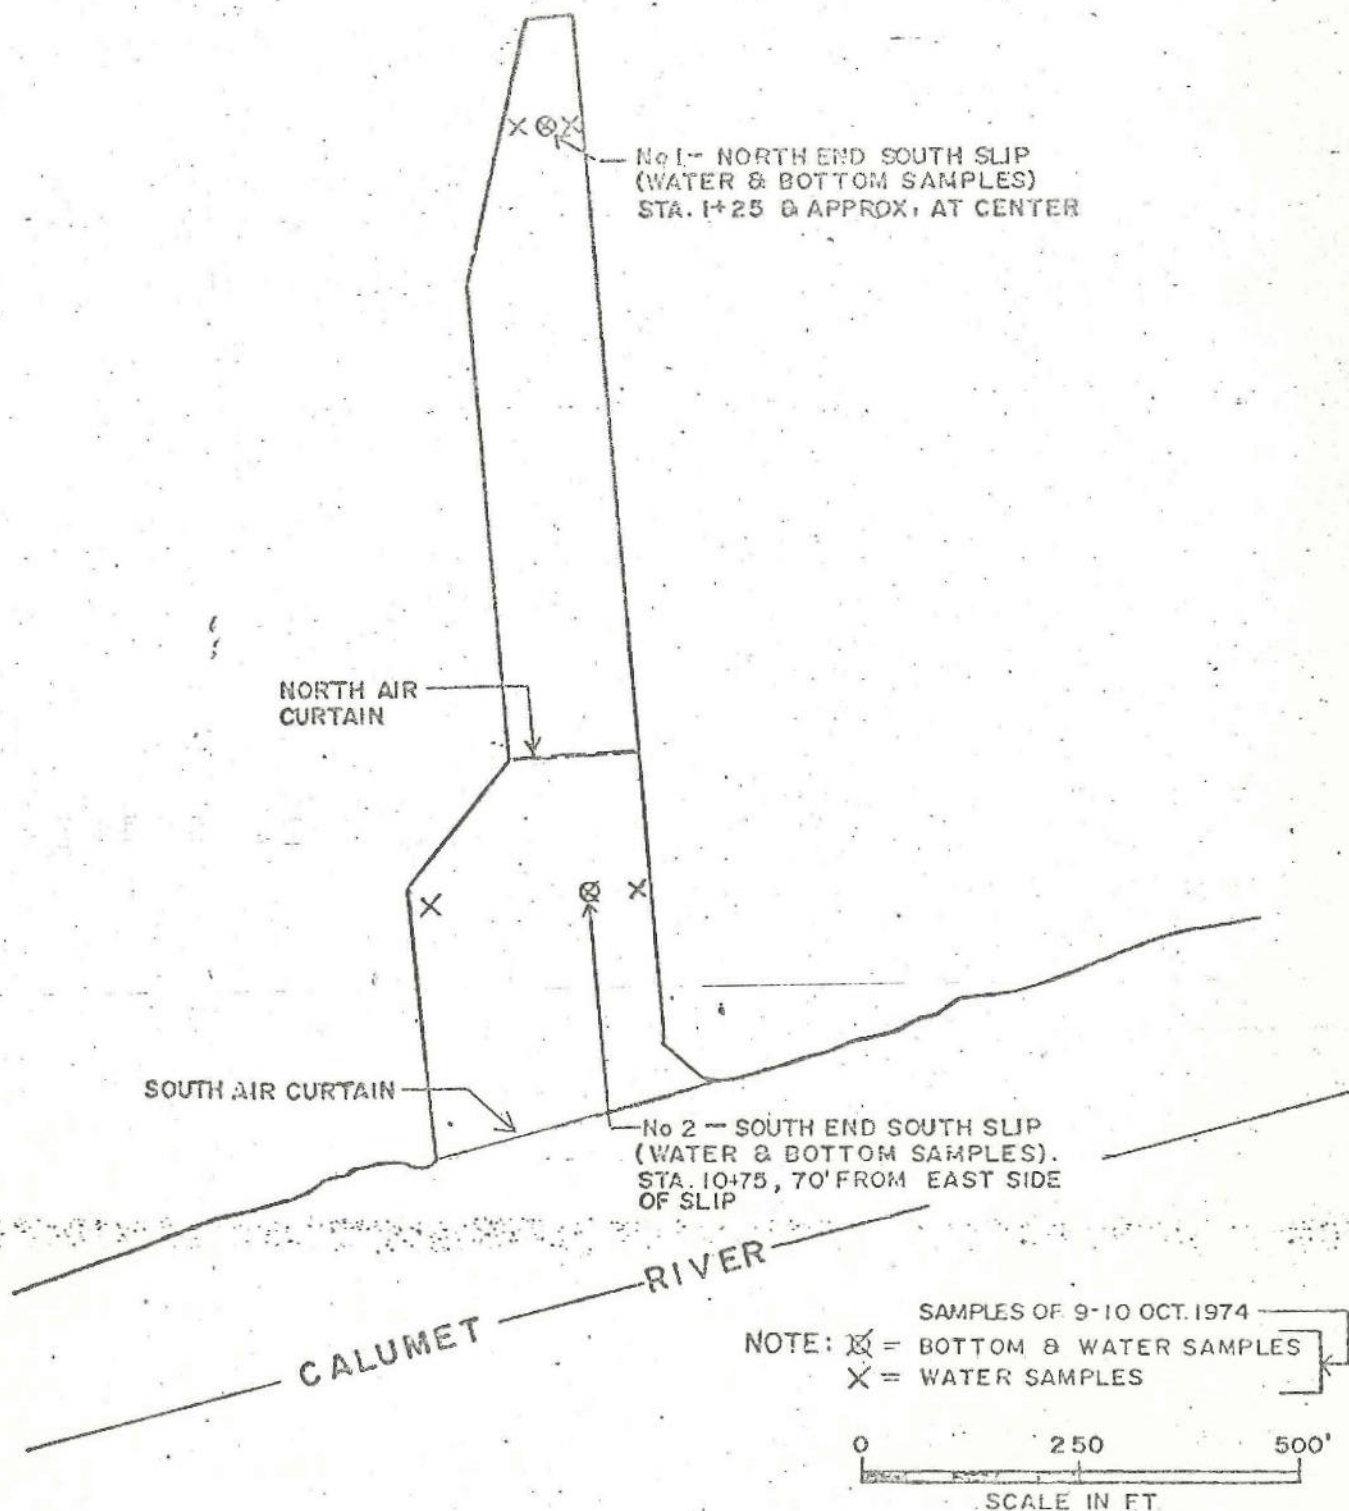 No 1- NORTH END SOUTH SLIP
(WATER & BOTTOM SAMPLES)
STA. 1+25 & APPROX. AT CENTER
NORTH AIR
CURTAIN
SOUTH AIR CURTAIN
No 2 - SOUTH END SOUTH SLIP
(WATER & BOTTOM SAMPLES).
STA. 10+75, 70' FROM EAST SIDE
OF SLIP
CALUMET RIVER
SAMPLES OF 9-10 OCT. 1974
NOTE: ⊗ = BOTTOM & WATER SAMPLES
X = WATER SAMPLES
0 250 500'
SCALE IN FT.